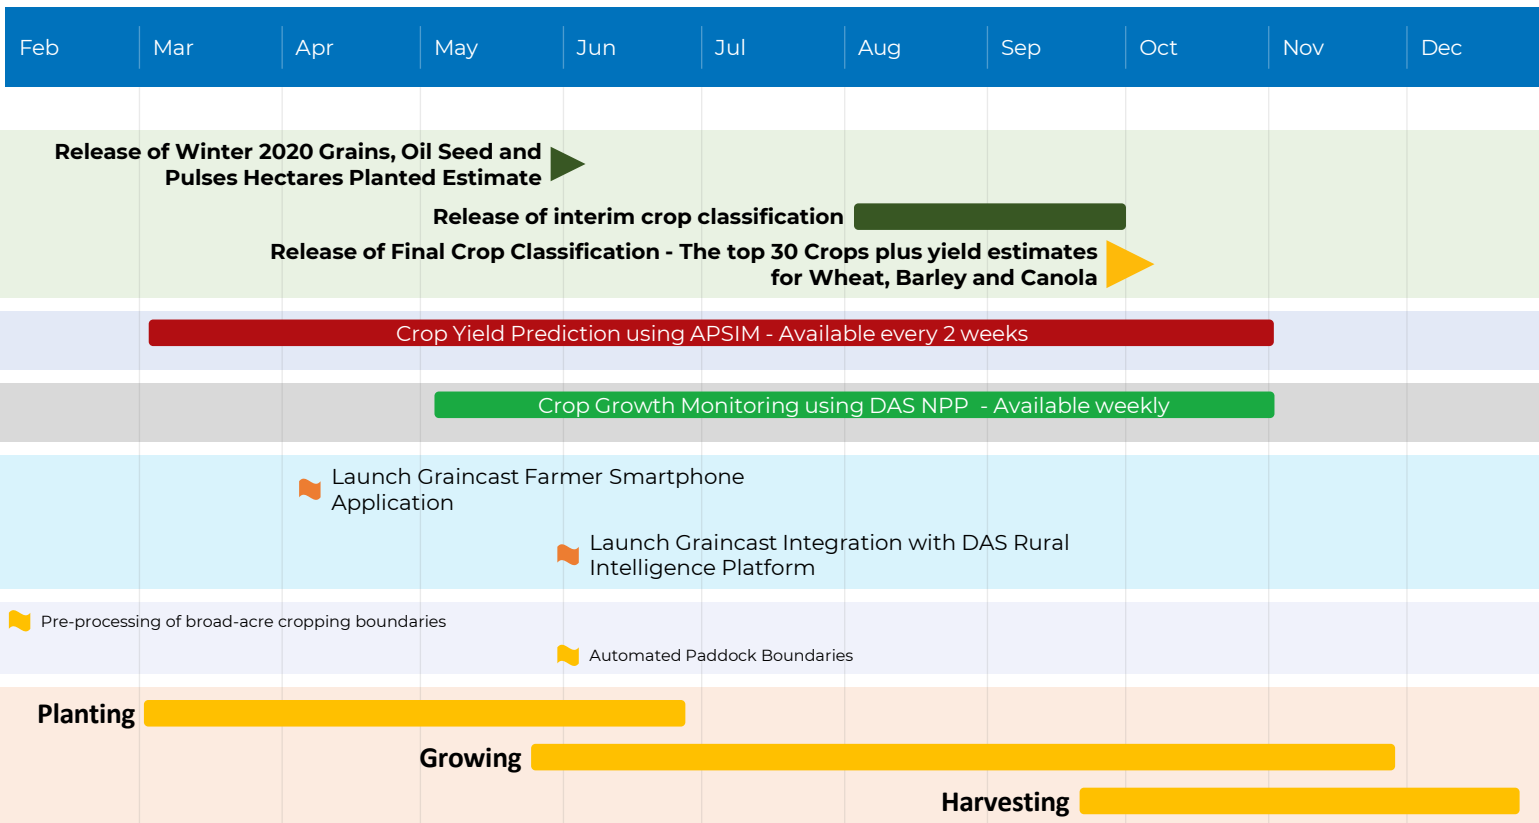 Feb Mar Apr May Jun Jul Aug Sep Oct Nov Dec
Release of Winter 2020 Grains, Oil Seed and
Pulses Hectares Planted Estimate
Release of interim crop classification
Release of Final Crop Classification - The top 30 Crops plus yield estimates
for Wheat, Barley and Canola
Crop Yield Prediction using APSIM - Available every 2 weeks
Crop Growth Monitoring using DAS NPP - Available weekly
Launch Graincast Farmer Smartphone
Application
Launch Graincast Integration with DAS Rural
Intelligence Platform
Pre-processing of broad-acre cropping boundaries
Automated Paddock Boundaries
Planting
Growing
Harvesting